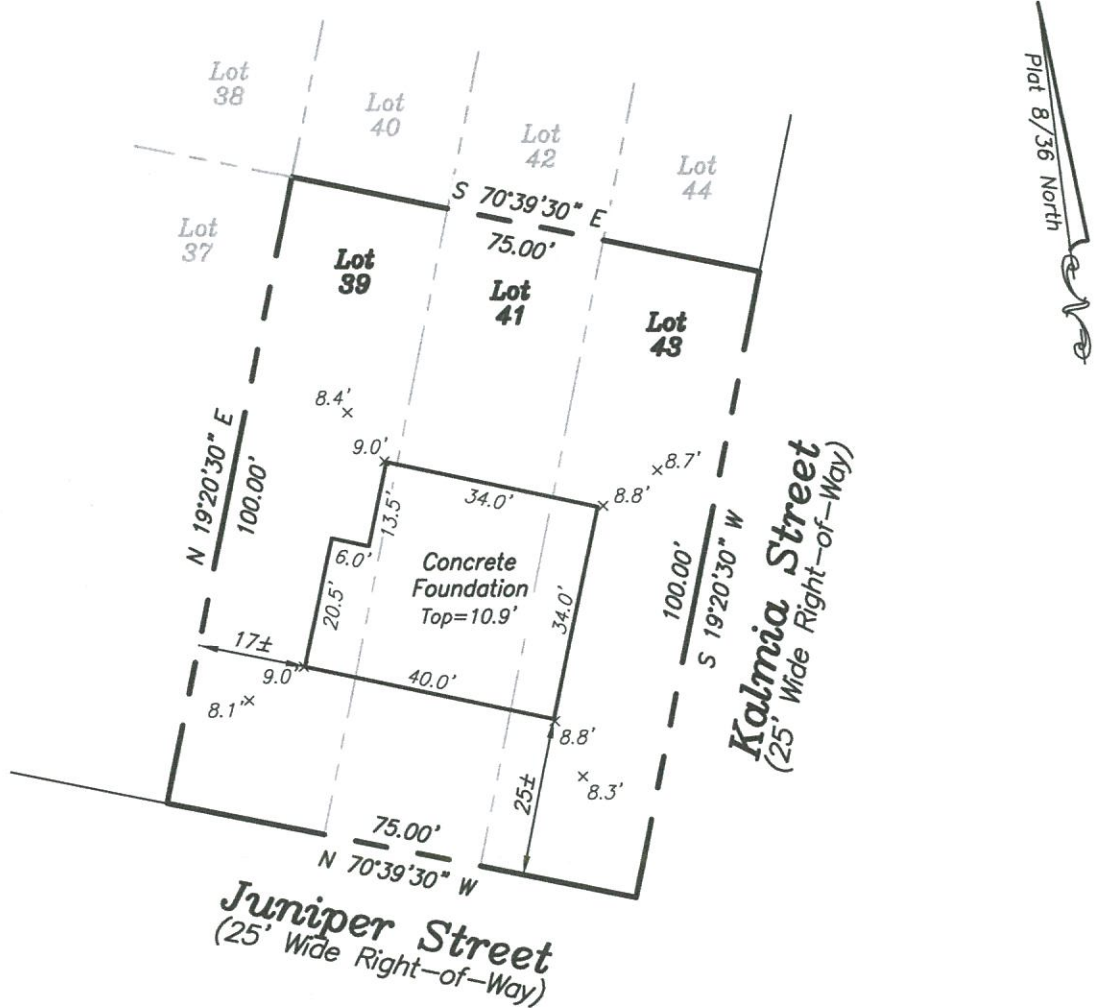 Plat 8/36 North
Lot
38
Lot
40
Lot
42
Lot
44
Lot
37
S 70°39'30" E
75.00'
Lot
39
Lot
41
Lot
43
N 19°20'30" E
100.00'
8.4'
9.0'
34.0'
8.8'
8.7'
13.5'
6.0'
20.5'
Concrete
Foundation
Top=10.9'
34.0'
100.00'
S 19°20'30" W
Kalmia Street
(25' Wide Right-of-Way)
17±
9.0'
8.1'
40.0'
8.8'
8.3'
25±
75.00'
N 70°39'30" W
Juniper Street
(25' Wide Right-of-Way)